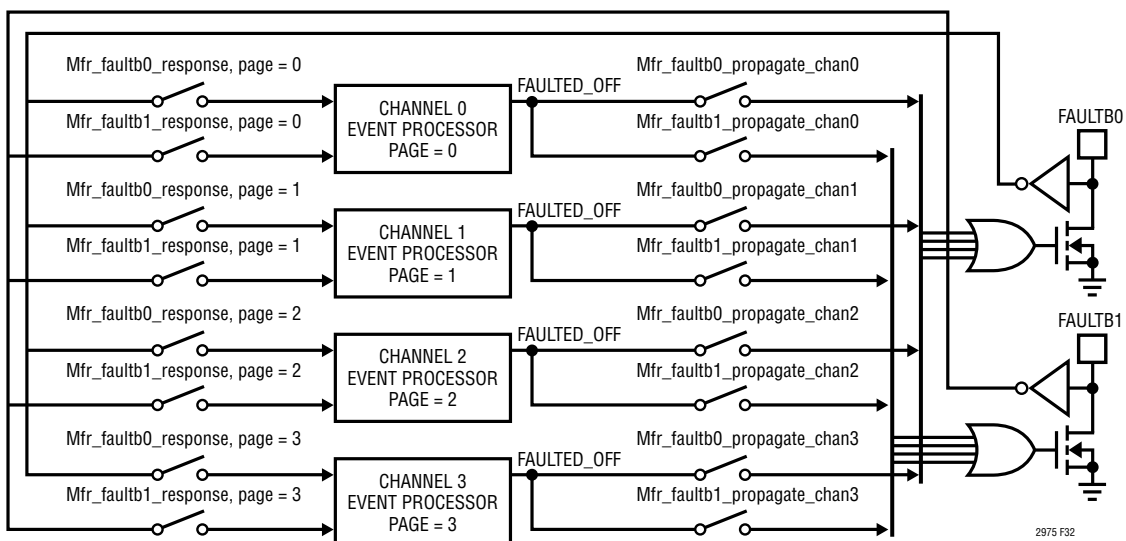 Mfr_faultb0_response, page = 0
Mfr_faultb0_propagate_chan0
FAULTED_OFF
CHANNEL 0
EVENT PROCESSOR
PAGE = 0
Mfr_faultb1_response, page = 0
Mfr_faultb1_propagate_chan0
FAULTB0
Mfr_faultb0_response, page = 1
Mfr_faultb0_propagate_chan1
FAULTED_OFF
CHANNEL 1
EVENT PROCESSOR
PAGE = 1
Mfr_faultb1_response, page = 1
Mfr_faultb1_propagate_chan1
Mfr_faultb0_response, page = 2
Mfr_faultb0_propagate_chan2
FAULTB1
FAULTED_OFF
CHANNEL 2
EVENT PROCESSOR
PAGE = 2
Mfr_faultb1_response, page = 2
Mfr_faultb1_propagate_chan2
Mfr_faultb0_response, page = 3
Mfr_faultb0_propagate_chan3
FAULTED_OFF
CHANNEL 3
EVENT PROCESSOR
PAGE = 3
Mfr_faultb1_response, page = 3
Mfr_faultb1_propagate_chan3
2975 F32